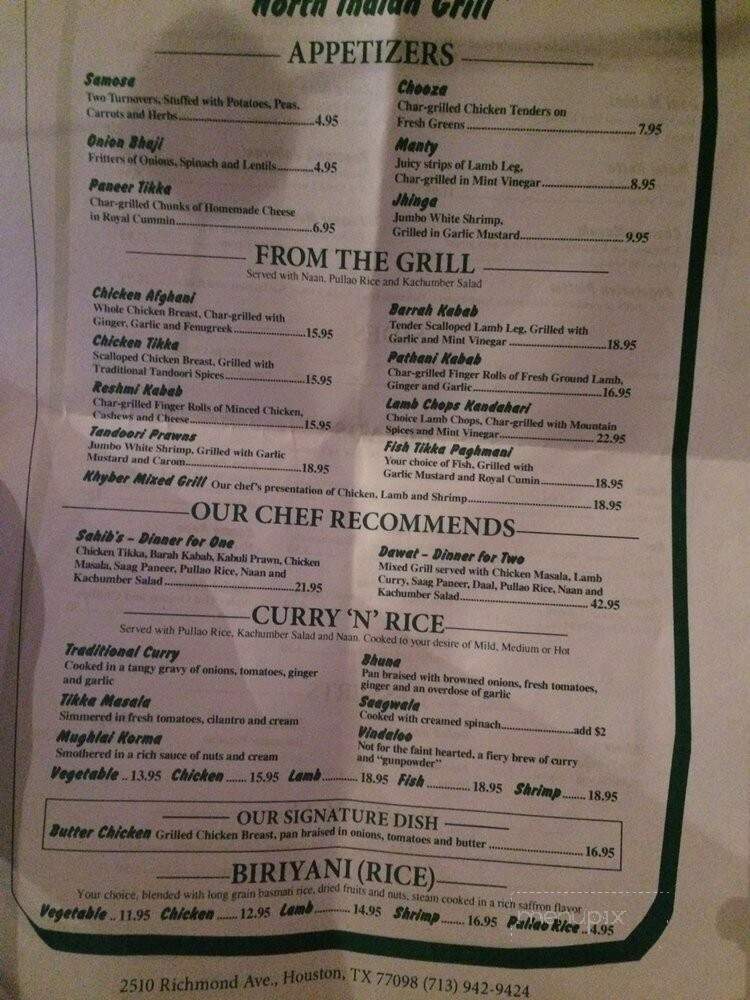 North Indian Grill
APPETIZERS
Samosa
Two Turnovers, Stuffed with Potatoes, Peas,
Carrots and Herbs....4.95
Onion Bhaji
Fritters of Onions, Spinach and Lentils....4.95
Paneer Tikka
Char-grilled Chunks of Homemade Cheese
in Royal Cummin....6.95
Chooza
Char-grilled Chicken Tenders on
Fresh Greens....7.95
Manty
Juicy strips of Lamb Leg,
Char-grilled in Mint Vinegar....8.95
Jhinga
Jumbo White Shrimp,
Grilled in Garlic Mustard....9.95
FROM THE GRILL
Served with Naan, Pullao Rice and Kachumber Salad
Chicken Afghani
Whole Chicken Breast, Char-grilled with
Ginger, Garlic and Fenugreek....15.95
Chicken Tikka
Scalloped Chicken Breast, Grilled with
Traditional Tandoori Spices....15.95
Reshmi Kabab
Char-grilled Finger Rolls of Minced Chicken,
Cashews and Cheese....15.95
Tandoori Prawns
Jumbo White Shrimp, Grilled with Garlic
Mustard and Carom....18.95
Barrah Kabab
Tender Scalloped Lamb Leg, Grilled with
Garlic and Mint Vinegar....18.95
Pathani Kabab
Char-grilled Finger Rolls of Fresh Ground Lamb,
Ginger and Garlic....16.95
Lamb Chops Kandahari
Choice Lamb Chops, Char-grilled with Mountain
Spices and Mint Vinegar....22.95
Fish Tikka Paghmani
Your choice of Fish, Grilled with
Garlic Mustard and Royal Cumin....18.95
Khyber Mixed Grill Our chef's presentation of Chicken, Lamb and Shrimp....18.95
OUR CHEF RECOMMENDS
Sahib's - Dinner for One
Chicken Tikka, Barah Kabab, Kabuli Prawn, Chicken
Masala, Saag Paneer, Pullao Rice, Naan and
Kachumber Salad....21.95
Dawat - Dinner for Two
Mixed Grill served with Chicken Masala, Lamb
Curry, Saag Paneer, Daal, Pullao Rice, Naan and
Kachumber Salad....42.95
CURRY 'N' RICE
Served with Pullao Rice, Kachumber Salad and Naan. Cooked to your desire of Mild, Medium or Hot
Traditional Curry
Cooked in a tangy gravy of onions, tomatoes, ginger
and garlic
Tikka Masala
Simmered in fresh tomatoes, cilantro and cream
Mughlai Korma
Smothered in a rich sauce of nuts and cream
Bhuna
Pan braised with browned onions, fresh tomatoes,
ginger and an overdose of garlic
Saagwala
Cooked with creamed spinach....add $2
Vindaloo
Not for the faint hearted, a fiery brew of curry
and "gunpowder"
Vegetable .. 13.95 Chicken ...... 15.95 Lamb.......... 18.95 Fish ................ 18.95 Shrimp....... 18.95
OUR SIGNATURE DISH
Butter Chicken Grilled Chicken Breast, pan braised in onions, tomatoes and butter ....16.95
BIRIYANI (RICE)
Your choice, blended with long grain basmati rice, dried fruits and nuts, steam cooked in a rich saffron flavor
Vegetable .. 11.95 Chicken ...... 12.95 Lamb........... 14.95 Shrimp....... 16.95 Pullao Rice .. 4.95
menupix
2510 Richmond Ave., Houston, TX 77098 (713) 942-9424